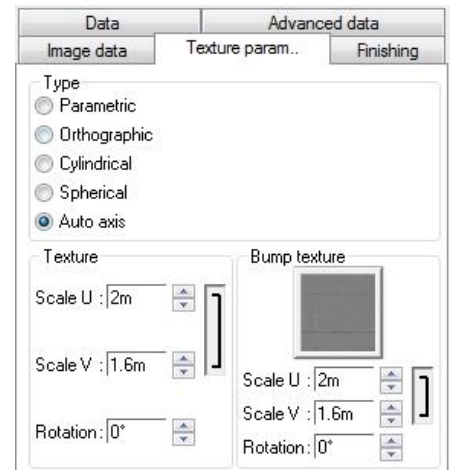 Data Advanced data
Image data Texture param.. Finishing
Type
Parametric
Orthographic
Cylindrical
Spherical
Auto axis
Texture
Scale U : 2m
Scale V : 1.6m
Rotation: 0°
Bump texture
Scale U : 2m
Scale V : 1.6m
Rotation: 0°